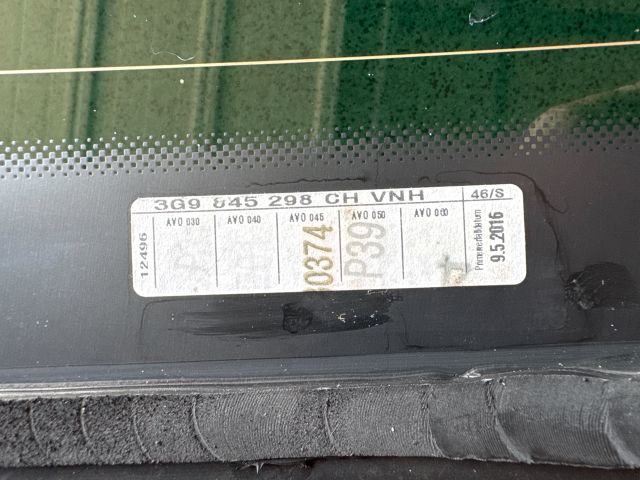 3G9 845 298 CH VNH
46/S
12496
AVO 030
AVO 040
AVO 045
AVO 050
AVO 060
0374
P39
Primerverfalldatum
9.5.2016